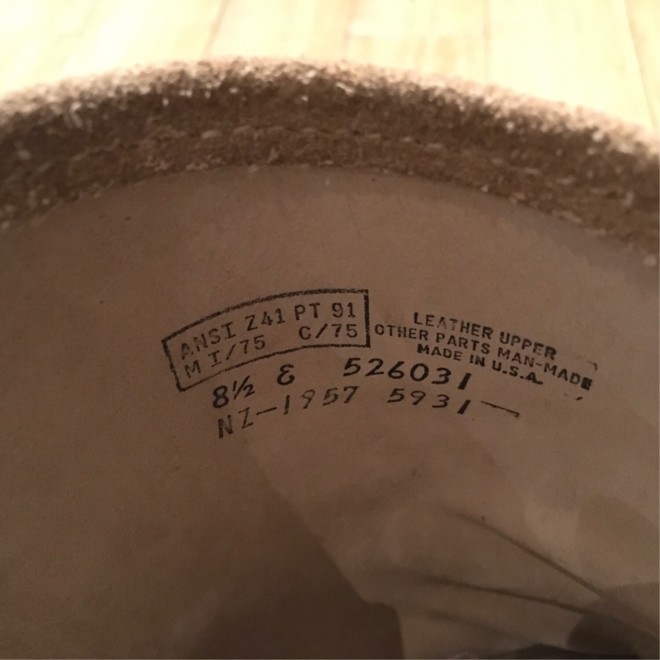 ANSI Z41 PT 91
M I/75 C/75
LEATHER UPPER
OTHER PARTS MAN-MADE
MADE IN U.S.A.
8½ E 526031
NZ-1957 5931